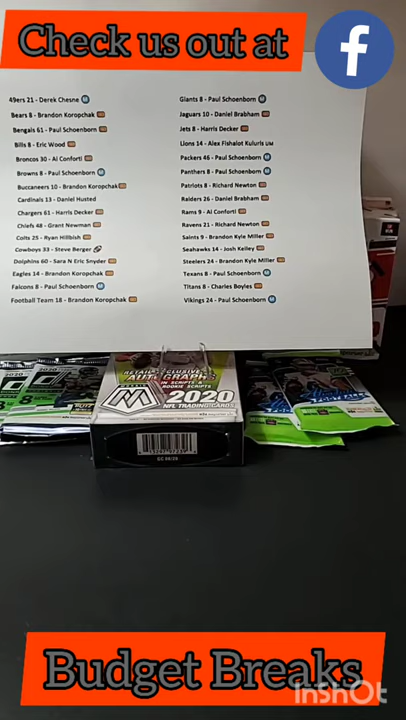 Check us out at
f
49ers 21 - Derek Chesne
Bears 8 - Brandon Koropchak
Bengals 61 - Paul Schoenborn
Bills 8 - Eric Wood
Broncos 30 - Al Conforti
Browns 8 - Paul Schoenborn
Buccaneers 10 - Brandon Koropchak
Cardinals 13 - Daniel Husted
Chargers 61 - Harris Decker
Chiefs 48 - Grant Newman
Colts 25 - Ryan Hillbish
Cowboys 33 - Steve Berger
Dolphins 60 - Sara N Eric Snyder
Eagles 14 - Brandon Koropchak
Falcons 8 - Paul Schoenborn
Football Team 18 - Brandon Koropchak
Giants 8 - Paul Schoenborn
Jaguars 10 - Daniel Brabham
Jets 8 - Harris Decker
Lions 14 - Alex Fishalot Kuluris UM
Packers 46 - Paul Schoenborn
Panthers 8 - Paul Schoenborn
Patriots 8 - Richard Newton
Raiders 26 - Daniel Brabham
Rams 9 - Al Conforti
Ravens 21 - Richard Newton
Saints 9 - Brandon Kyle Miller
Seahawks 14 - Josh Kelley
Steelers 24 - Brandon Kyle Miller
Texans 8 - Paul Schoenborn
Titans 8 - Charles Boyles
Vikings 24 - Paul Schoenborn
AUTOGRAPHS
IN SCRIPTS &
ROOKIE SCRIPTS
2020
NFL TRADING CARDS
2020
Budget Breaks
InShOt